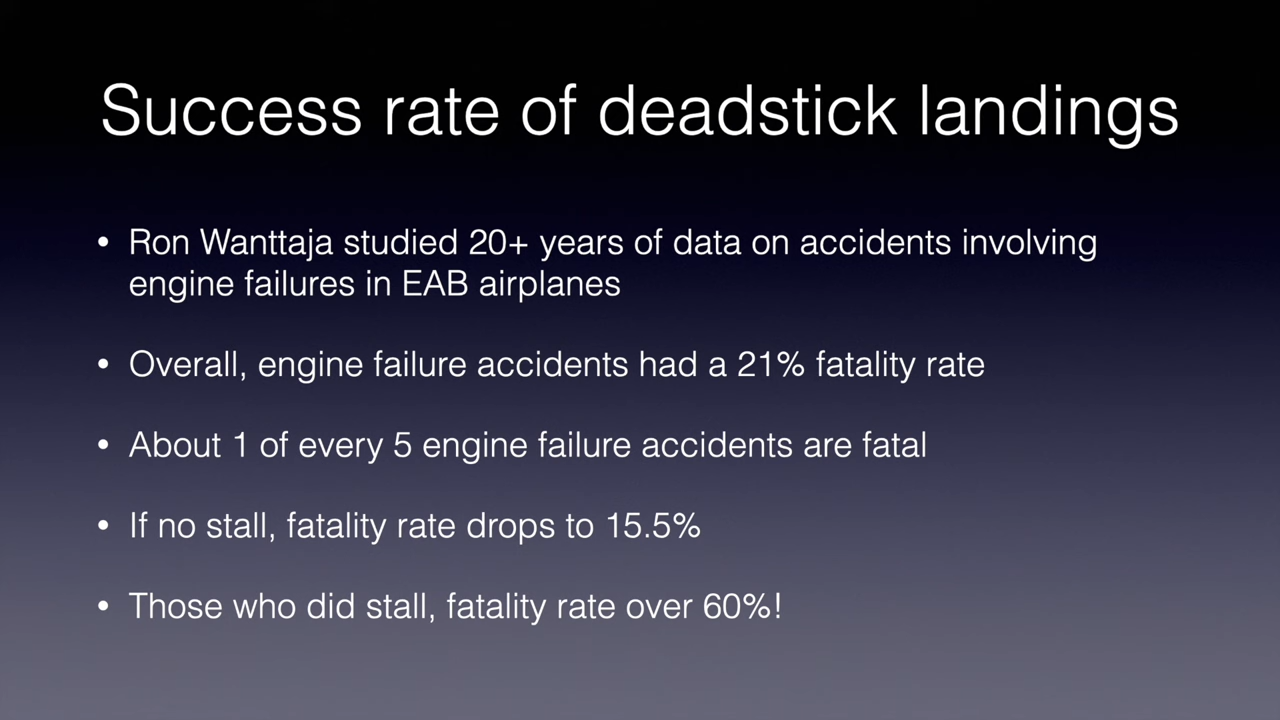 Success rate of deadstick landings
• Ron Wanttaja studied 20+ years of data on accidents involving
engine failures in EAB airplanes
• Overall, engine failure accidents had a 21% fatality rate
• About 1 of every 5 engine failure accidents are fatal
• If no stall, fatality rate drops to 15.5%
• Those who did stall, fatality rate over 60%!